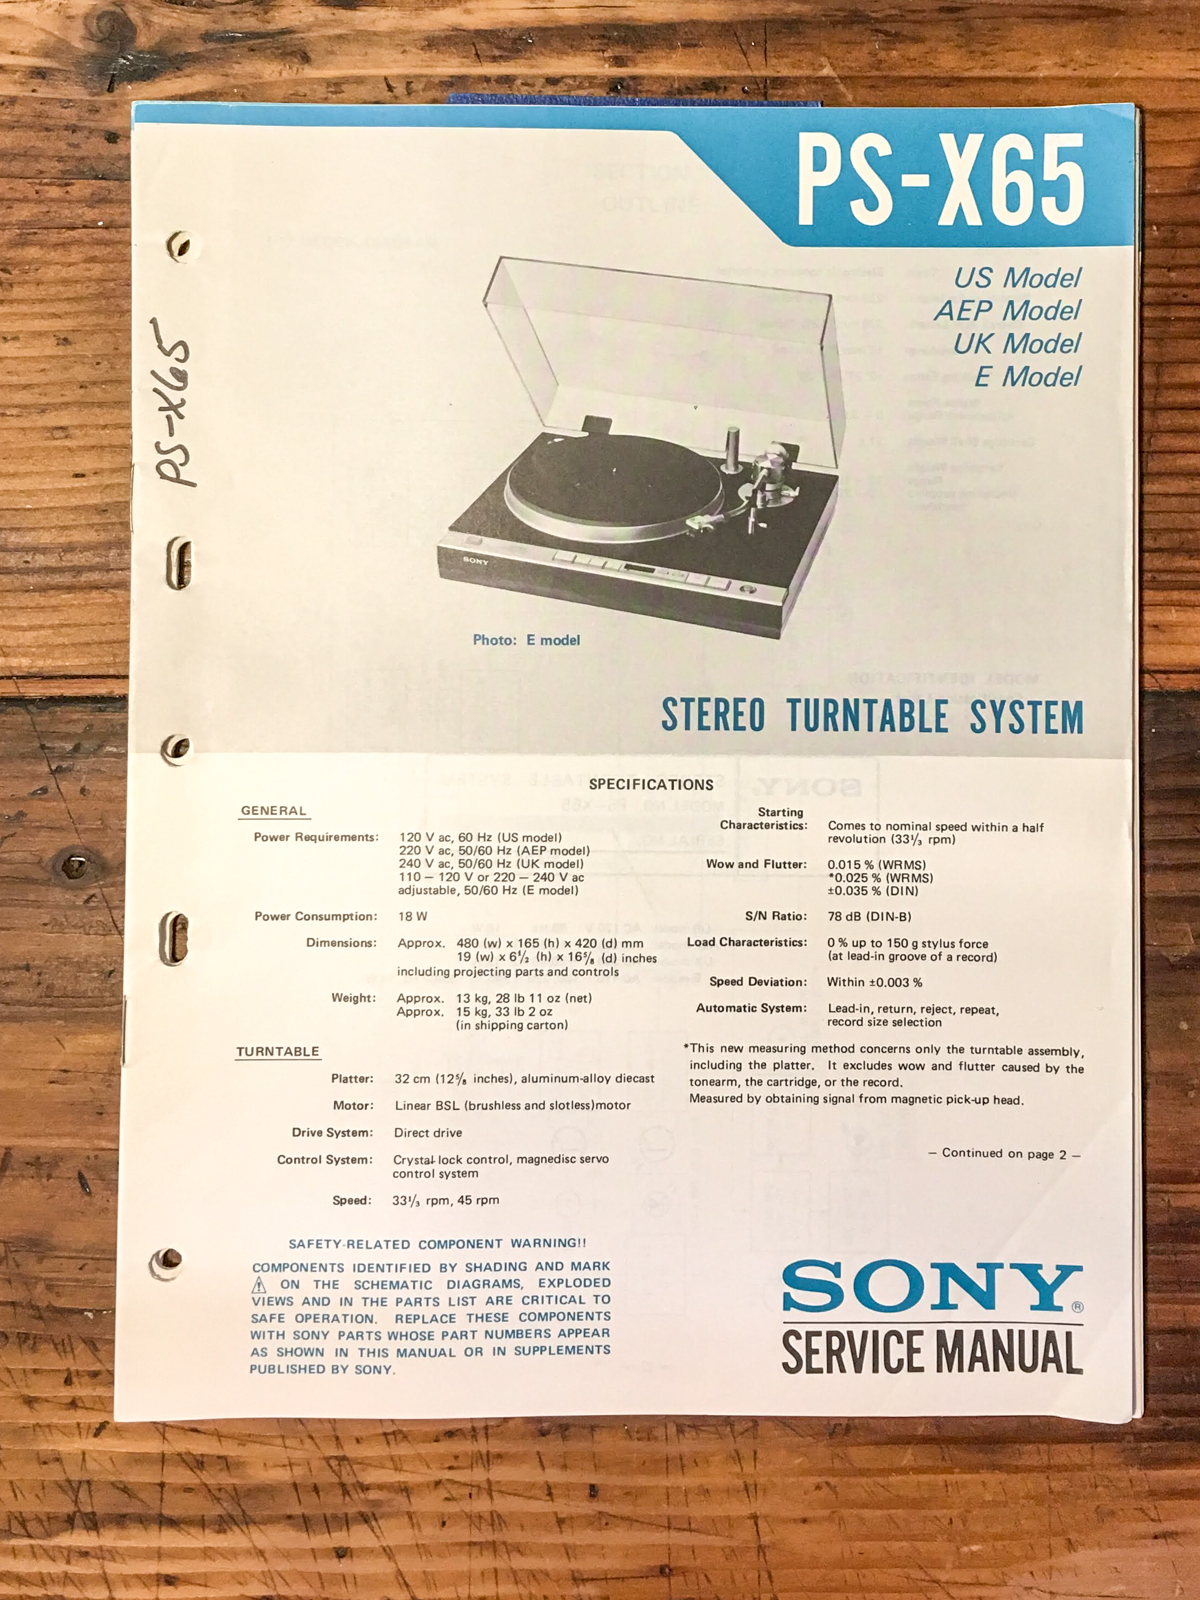 PS-X65
US Model
AEP Model
UK Model
E Model
PS-X65
SONY
Photo: E model
STEREO TURNTABLE SYSTEM
SPECIFICATIONS
GENERAL
Power Requirements: 120 V ac, 60 Hz (US model)
220 V ac, 50/60 Hz (AEP model)
240 V ac, 50/60 Hz (UK model)
110 – 120 V or 220 – 240 V ac
adjustable, 50/60 Hz (E model)
Power Consumption: 18 W
Dimensions: Approx. 480 (w) x 165 (h) x 420 (d) mm
19 (w) x 6½ (h) x 16⅝ (d) inches
including projecting parts and controls
Weight: Approx. 13 kg, 28 lb 11 oz (net)
Approx. 15 kg, 33 lb 2 oz
(in shipping carton)
TURNTABLE
Platter: 32 cm (12⅝ inches), aluminum-alloy diecast
Motor: Linear BSL (brushless and slotless)motor
Drive System: Direct drive
Control System: Crystal-lock control, magnedisc servo
control system
Speed: 33⅓ rpm, 45 rpm
Starting
Characteristics: Comes to nominal speed within a half
revolution (33⅓ rpm)
Wow and Flutter: 0.015 % (WRMS)
*0.025 % (WRMS)
±0.035 % (DIN)
S/N Ratio: 78 dB (DIN-B)
Load Characteristics: 0 % up to 150 g stylus force
(at lead-in groove of a record)
Speed Deviation: Within ±0.003 %
Automatic System: Lead-in, return, reject, repeat,
record size selection
*This new measuring method concerns only the turntable assembly,
including the platter. It excludes wow and flutter caused by the
tonearm, the cartridge, or the record.
Measured by obtaining signal from magnetic pick-up head.
– Continued on page 2 –
SAFETY-RELATED COMPONENT WARNING!!
COMPONENTS IDENTIFIED BY SHADING AND MARK
⚠ ON THE SCHEMATIC DIAGRAMS, EXPLODED
VIEWS AND IN THE PARTS LIST ARE CRITICAL TO
SAFE OPERATION. REPLACE THESE COMPONENTS
WITH SONY PARTS WHOSE PART NUMBERS APPEAR
AS SHOWN IN THIS MANUAL OR IN SUPPLEMENTS
PUBLISHED BY SONY.
SONY®
SERVICE MANUAL